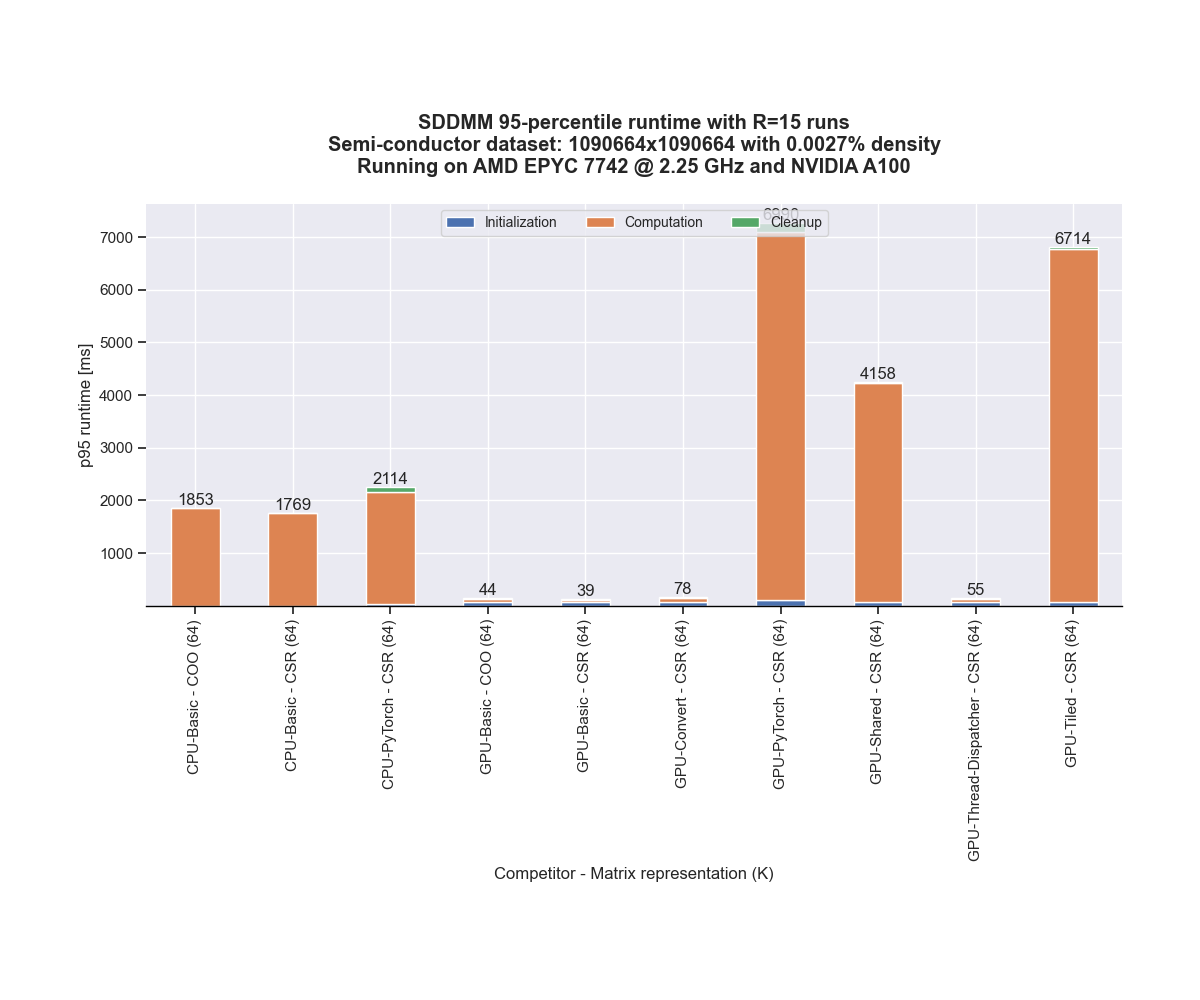 SDDMM 95-percentile runtime with R=15 runs
Semi-conductor dataset: 1090664x1090664 with 0.0027% density
Running on AMD EPYC 7742 @ 2.25 GHz and NVIDIA A100
Initialization Computation Cleanup
p95 runtime [ms]
7000
6000
5000
4000
3000
2000
1000
1853
1769
2114
44
39
78
6990
4158
55
6714
CPU-Basic - COO (64)
CPU-Basic - CSR (64)
CPU-PyTorch - CSR (64)
GPU-Basic - COO (64)
GPU-Basic - CSR (64)
GPU-Convert - CSR (64)
GPU-PyTorch - CSR (64)
GPU-Shared - CSR (64)
GPU-Thread-Dispatcher - CSR (64)
GPU-Tiled - CSR (64)
Competitor - Matrix representation (K)